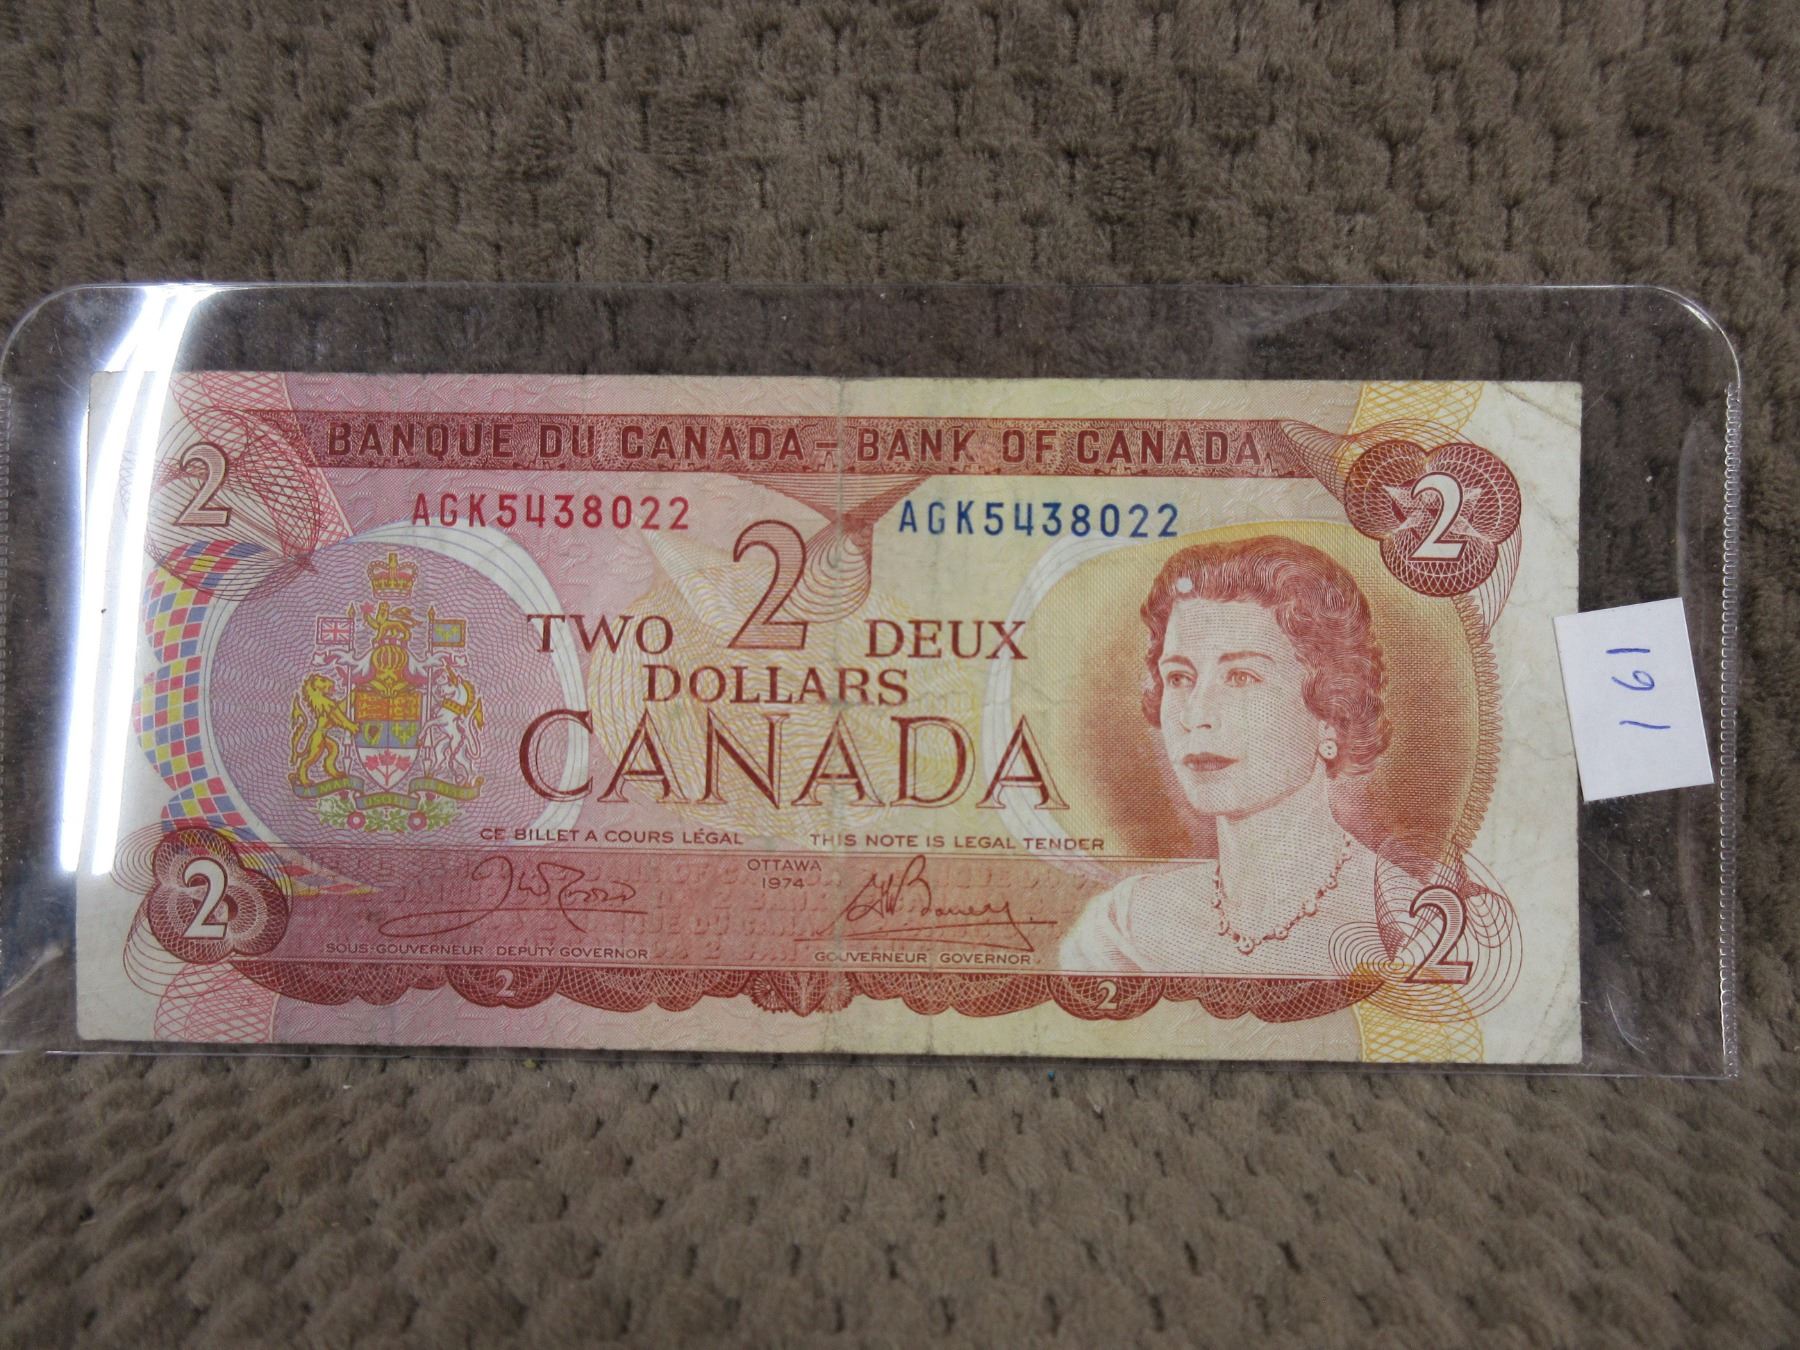 BANQUE DU CANADA – BANK OF CANADA
2 2
AGK5438022 AGK5438022
2
TWO DEUX
DOLLARS
CANADA
CE BILLET A COURS LÉGAL THIS NOTE IS LEGAL TENDER
OTTAWA
1974
2 2
SOUS-GOUVERNEUR DEPUTY GOVERNOR GOUVERNEUR GOVERNOR
2 2
161